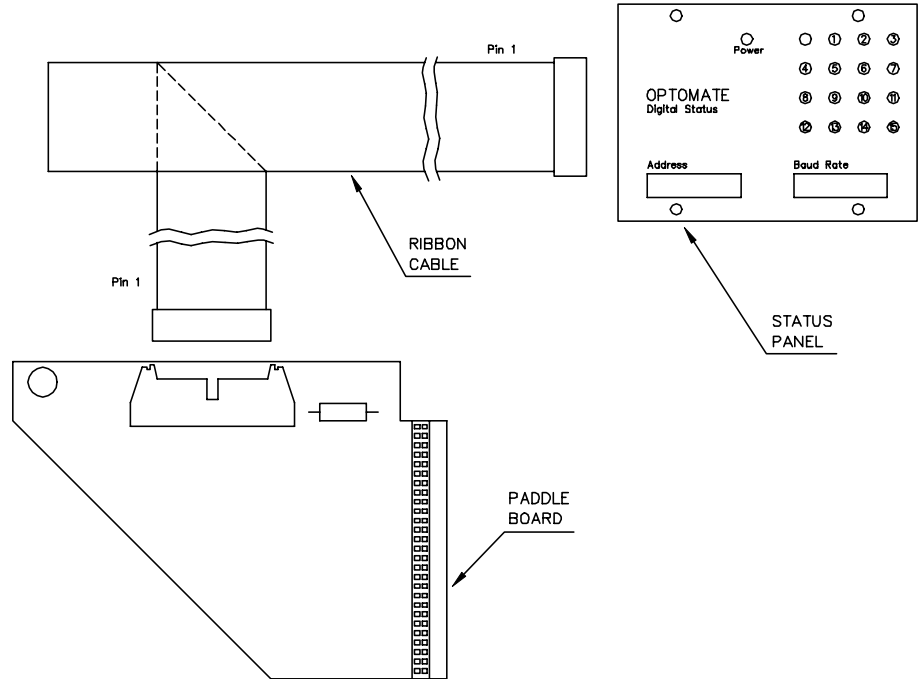 Pin 1
Power
1 2 3
4 5 6 7
OPTOMATE
8 9 10 11
Digital Status
12 13 14 15
Address
Baud Rate
RIBBON
CABLE
Pin 1
STATUS
PANEL
PADDLE
BOARD